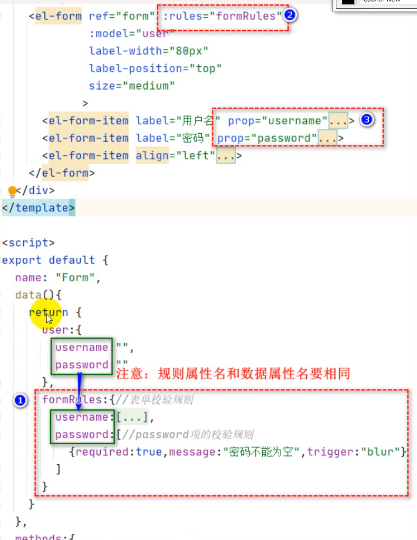 <el-form ref="form" :rules="formRules" 2
:model="user"
label-width="80px"
label-position="top"
size="medium"
>
<el-form-item label="用户名" prop="username"...> 3
<el-form-item label="密码" prop="password"...>
<el-form-item align="left"...>
</el-form>
</div>
</template>
<script>
export default {
name: "Form",
data(){
return {
user:{
username "",
password ""
注意：规则属性名和数据属性名要相同
},
1 formRules:{//表单校验规则
username:[...],
password:[//password项的校验规则
{required:true,message:"密码不能为空",trigger:"blur"}
]
}
}
},
methods:{